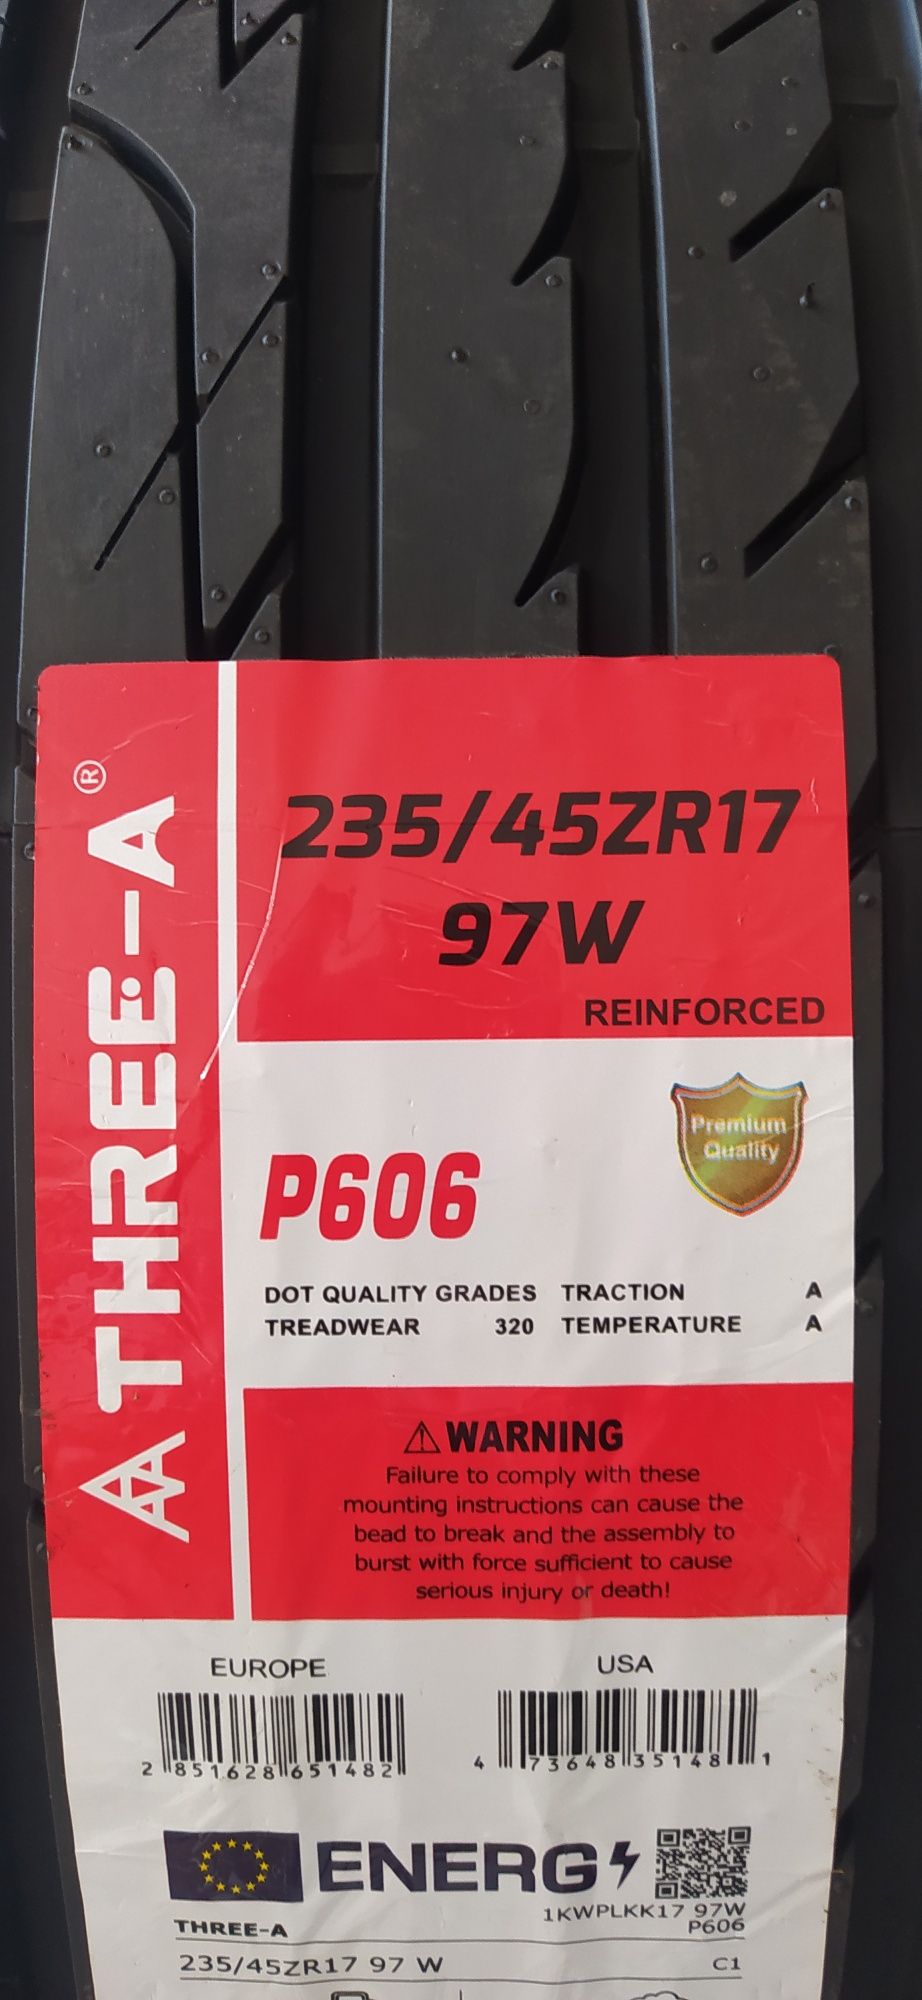 THREE-A®
235/45ZR17
97W
REINFORCED
Premium
Quality
P606
DOT QUALITY GRADES TRACTION A
TREADWEAR 320 TEMPERATURE A
WARNING
Failure to comply with these
mounting instructions can cause the
bead to break and the assembly to
burst with force sufficient to cause
serious injury or death!
EUROPE USA
2 851628 651482 4 73648 35148 1
ENERG
1KWPLKK17 97W
THREE-A P606
235/45ZR17 97 W C1